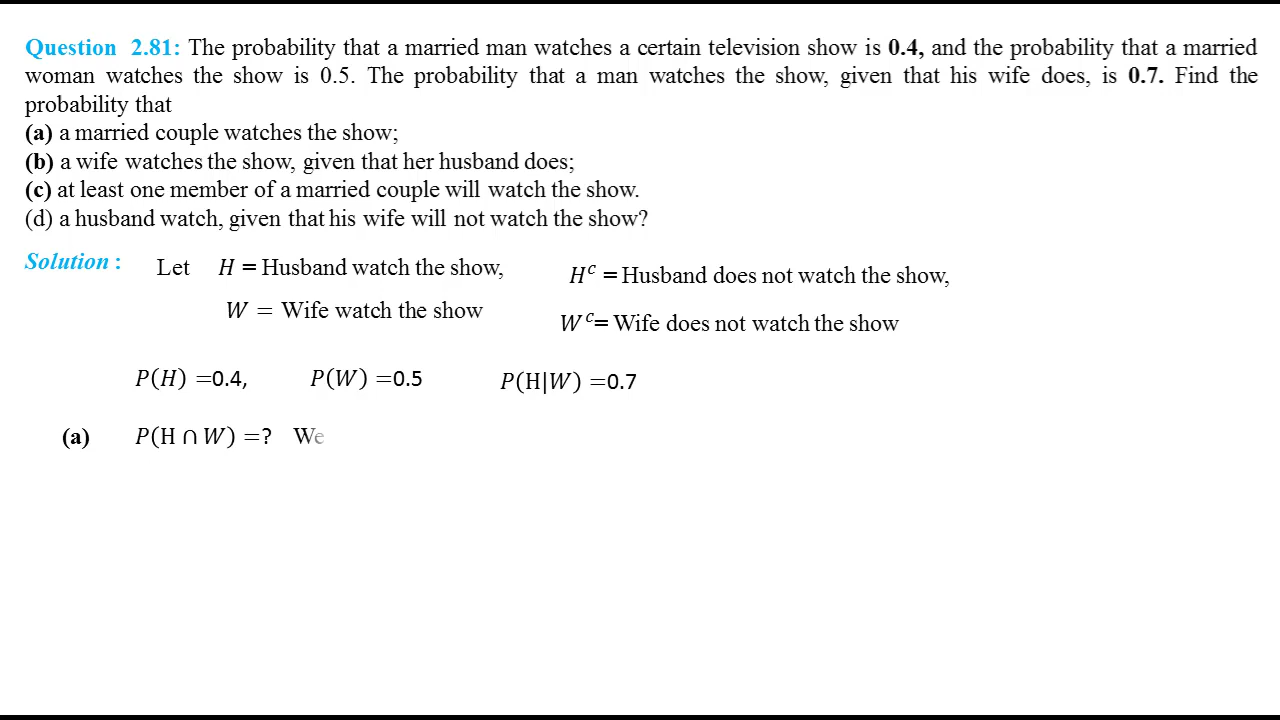 Question 2.81: The probability that a married man watches a certain television show is 0.4, and the probability that a married
woman watches the show is 0.5. The probability that a man watches the show, given that his wife does, is 0.7. Find the
probability that
(a) a married couple watches the show;
(b) a wife watches the show, given that her husband does;
(c) at least one member of a married couple will watch the show.
(d) a husband watch, given that his wife will not watch the show?
Solution : Let H = Husband watch the show, H^c = Husband does not watch the show,
W = Wife watch the show W^c= Wife does not watch the show
P(H) =0.4, P(W) =0.5 P(H|W) =0.7
(a) P(H ∩ W) =? We